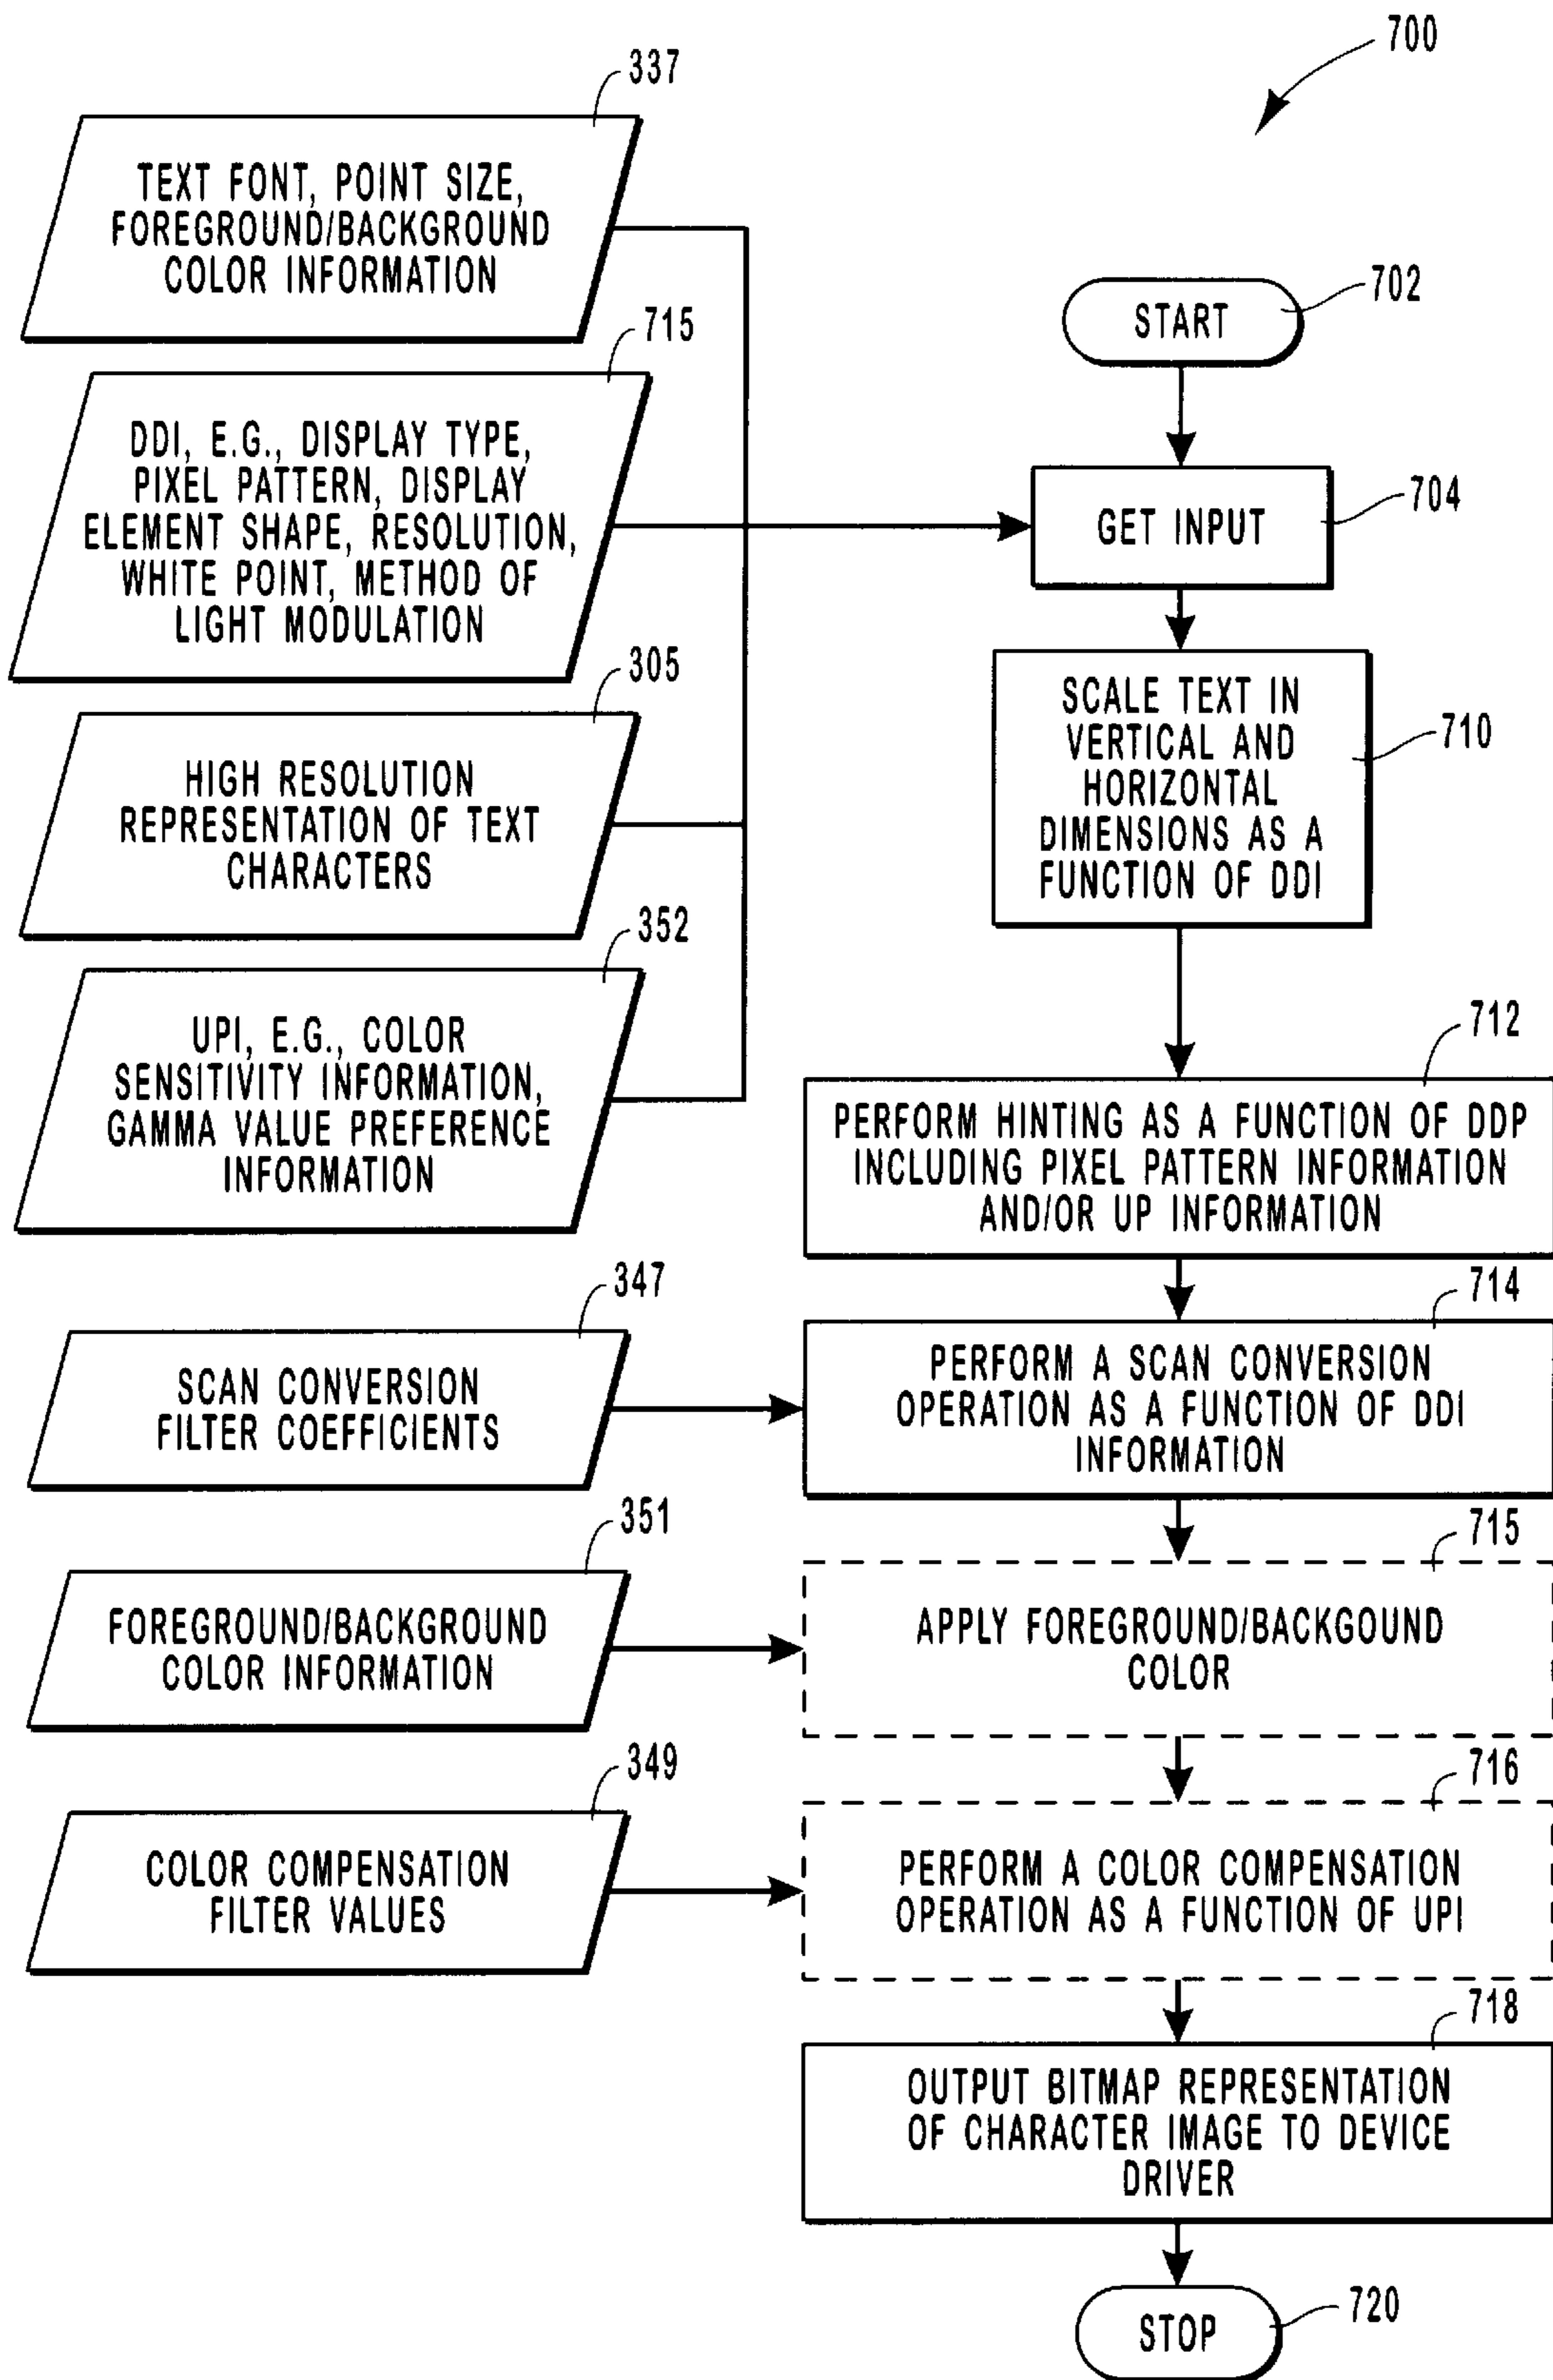 700
337
TEXT FONT, POINT SIZE,
FOREGROUND/BACKGROUND
COLOR INFORMATION
702
START
715
DDI, E.G., DISPLAY TYPE,
PIXEL PATTERN, DISPLAY
ELEMENT SHAPE, RESOLUTION,
WHITE POINT, METHOD OF
LIGHT MODULATION
704
GET INPUT
305
HIGH RESOLUTION
REPRESENTATION OF TEXT
CHARACTERS
710
SCALE TEXT IN
VERTICAL AND
HORIZONTAL
DIMENSIONS AS A
FUNCTION OF DDI
352
UPI, E.G., COLOR
SENSITIVITY INFORMATION,
GAMMA VALUE PREFERENCE
INFORMATION
712
PERFORM HINTING AS A FUNCTION OF DDP
INCLUDING PIXEL PATTERN INFORMATION
AND/OR UP INFORMATION
347
SCAN CONVERSION
FILTER COEFFICIENTS
714
PERFORM A SCAN CONVERSION
OPERATION AS A FUNCTION OF DDI
INFORMATION
351
FOREGROUND/BACKGROUND
COLOR INFORMATION
715
APPLY FOREGROUND/BACKGOUND
COLOR
349
COLOR COMPENSATION
FILTER VALUES
716
PERFORM A COLOR COMPENSATION
OPERATION AS A FUNCTION OF UPI
718
OUTPUT BITMAP REPRESENTATION
OF CHARACTER IMAGE TO DEVICE
DRIVER
720
STOP